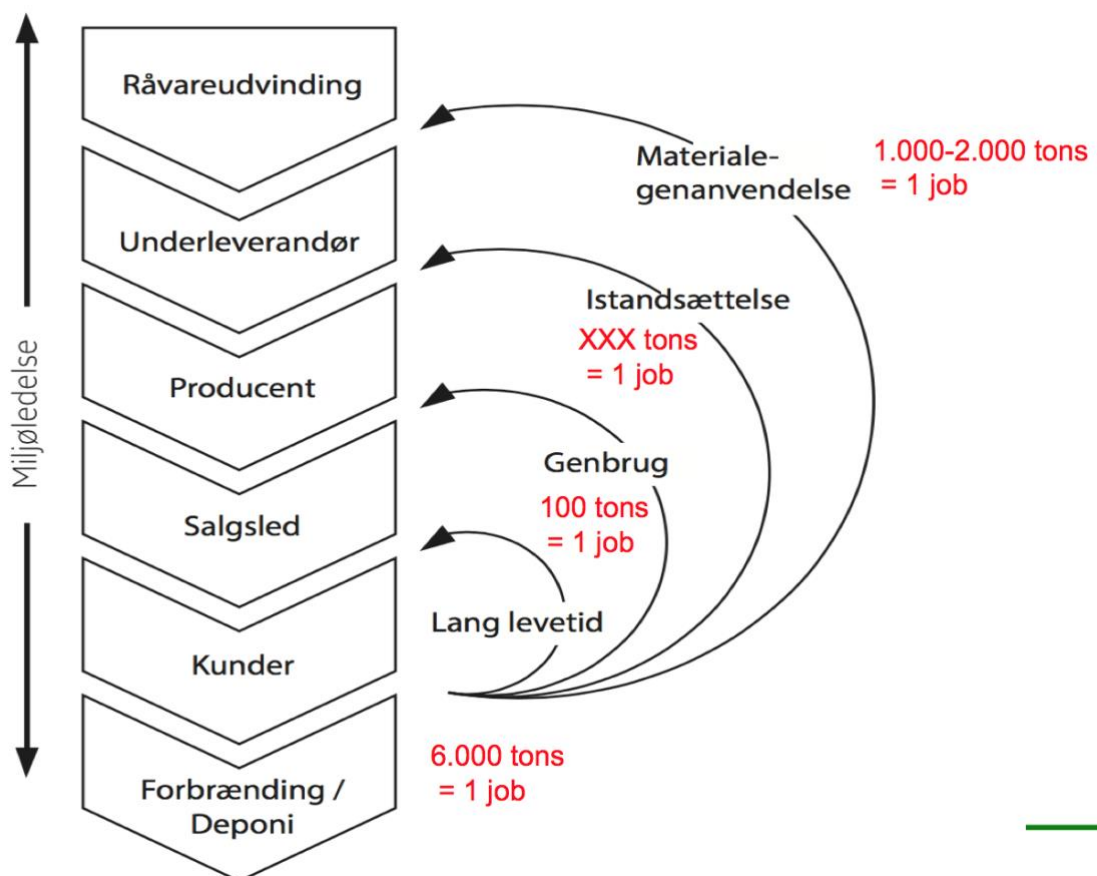 Miljøledelse
Råvareudvinding
Underleverandør
Producent
Salgsled
Kunder
Forbrænding /
Deponi
Materiale-
genanvendelse
1.000-2.000 tons
= 1 job
Istandsættelse
XXX tons
= 1 job
Genbrug
100 tons
= 1 job
Lang levetid
6.000 tons
= 1 job